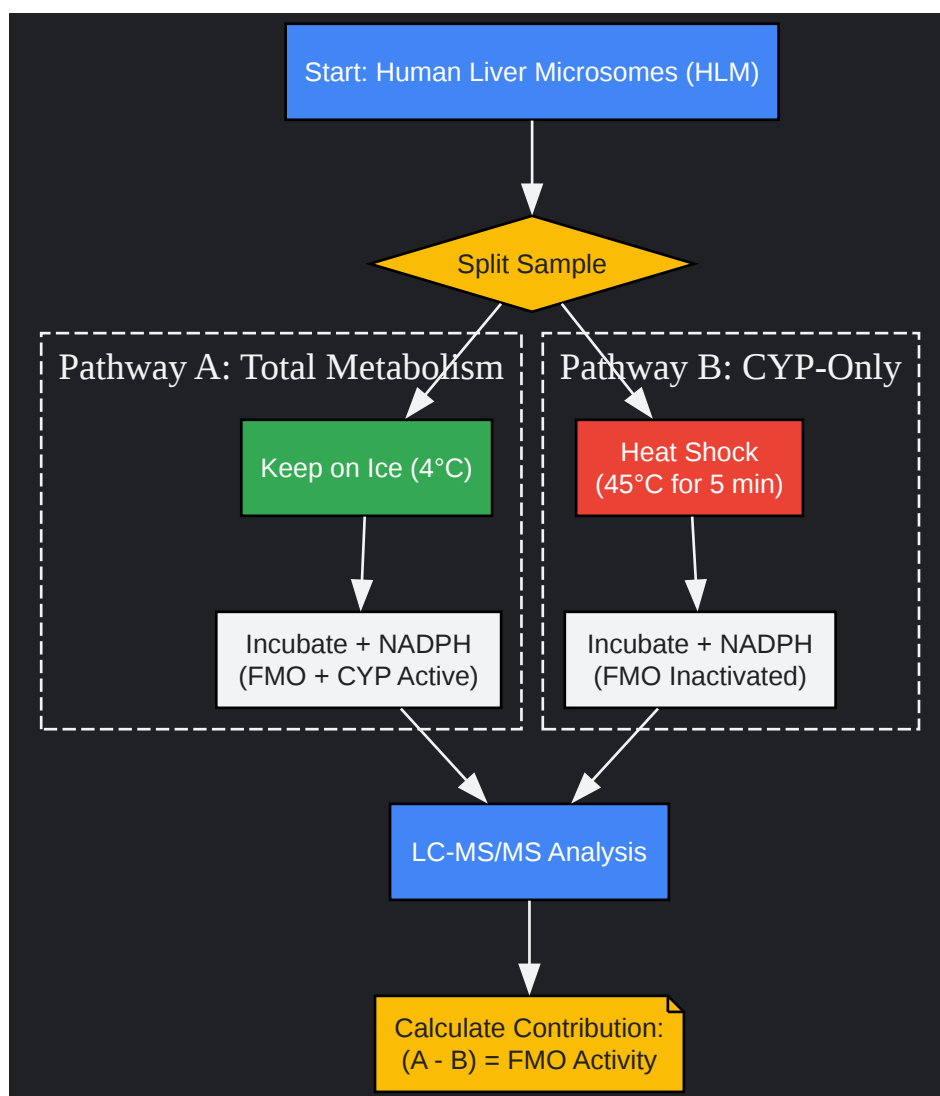 Start: Human Liver Microsomes (HLM)
Split Sample
Pathway A: Total Metabolism
Pathway B: CYP-Only
Keep on Ice (4°C)
Heat Shock
(45°C for 5 min)
Incubate + NADPH
(FMO + CYP Active)
Incubate + NADPH
(FMO Inactivated)
LC-MS/MS Analysis
Calculate Contribution:
(A - B) = FMO Activity